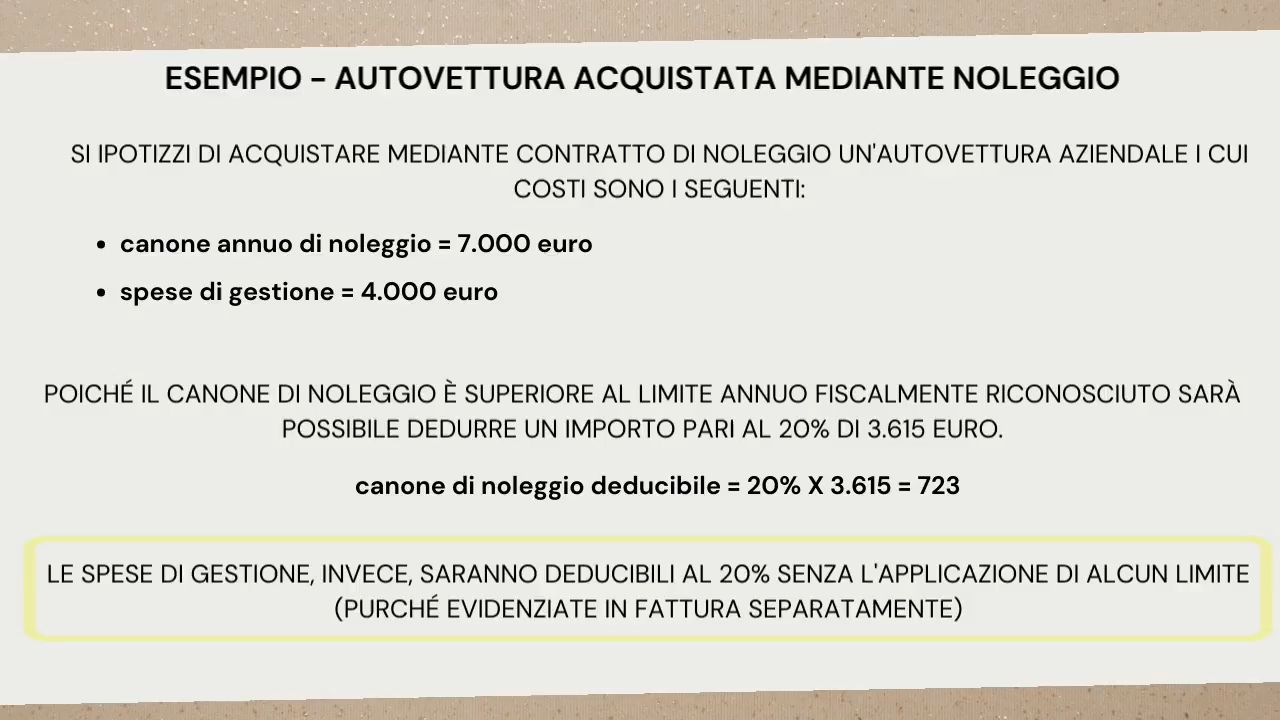 ESEMPIO - AUTOVETTURA ACQUISTATA MEDIANTE NOLEGGIO
SI IPOTIZZI DI ACQUISTARE MEDIANTE CONTRATTO DI NOLEGGIO UN'AUTOVETTURA AZIENDALE I CUI
COSTI SONO I SEGUENTI:
• canone annuo di noleggio = 7.000 euro
• spese di gestione = 4.000 euro
POICHÉ IL CANONE DI NOLEGGIO È SUPERIORE AL LIMITE ANNUO FISCALMENTE RICONOSCIUTO SARÀ
POSSIBILE DEDURRE UN IMPORTO PARI AL 20% DI 3.615 EURO.
canone di noleggio deducibile = 20% X 3.615 = 723
LE SPESE DI GESTIONE, INVECE, SARANNO DEDUCIBILI AL 20% SENZA L'APPLICAZIONE DI ALCUN LIMITE
(PURCHÉ EVIDENZIATE IN FATTURA SEPARATAMENTE)